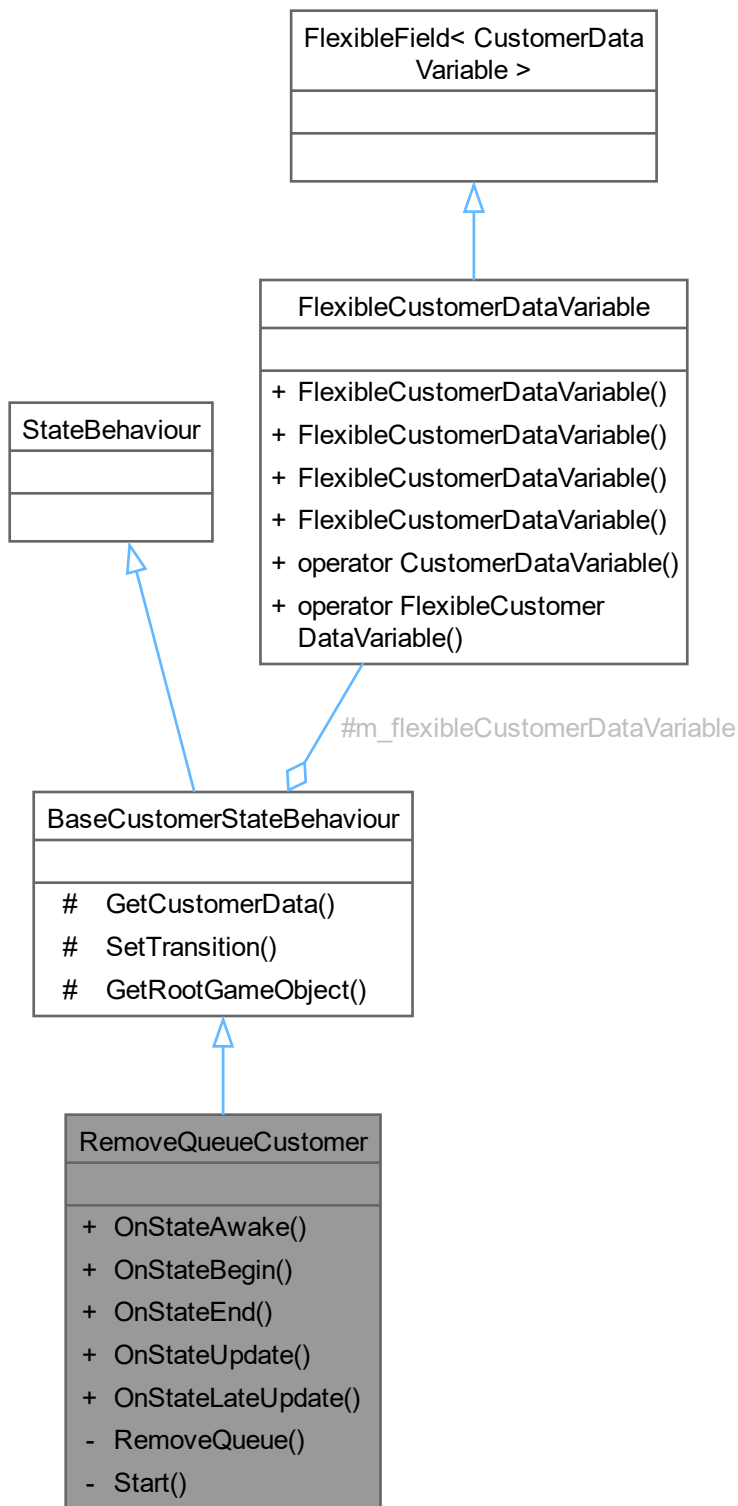 FlexibleField< CustomerData
Variable >
FlexibleCustomerDataVariable
+ FlexibleCustomerDataVariable()
+ FlexibleCustomerDataVariable()
+ FlexibleCustomerDataVariable()
+ FlexibleCustomerDataVariable()
+ operator CustomerDataVariable()
+ operator FlexibleCustomer
DataVariable()
StateBehaviour
#m_flexibleCustomerDataVariable
BaseCustomerStateBehaviour
# GetCustomerData()
# SetTransition()
# GetRootGameObject()
RemoveQueueCustomer
+ OnStateAwake()
+ OnStateBegin()
+ OnStateEnd()
+ OnStateUpdate()
+ OnStateLateUpdate()
- RemoveQueue()
- Start()